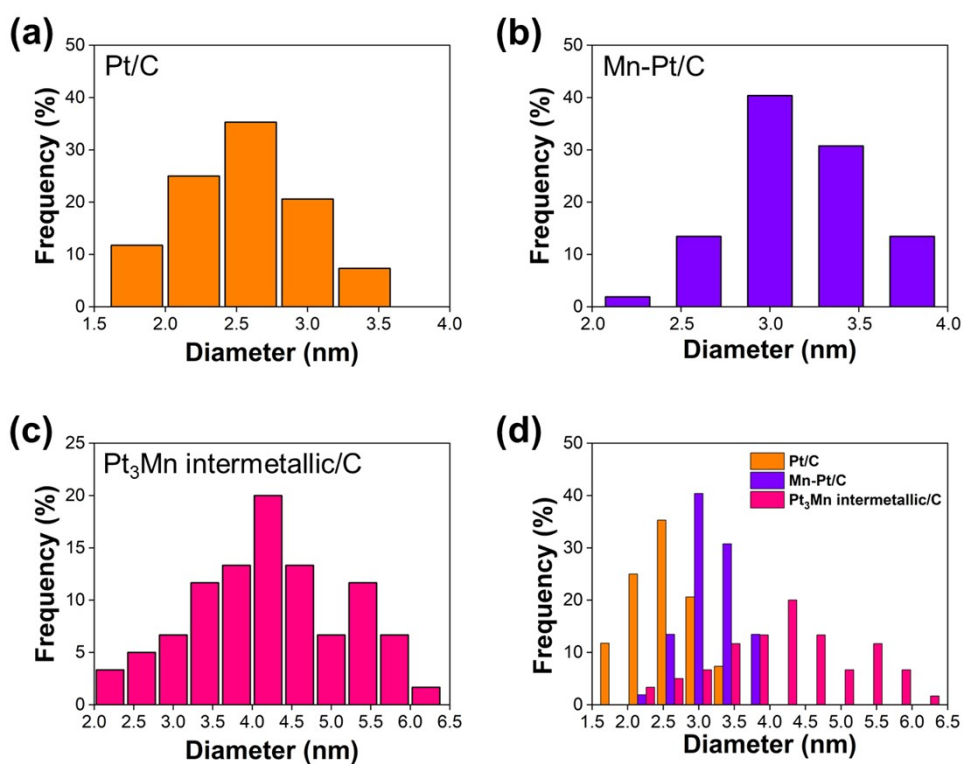 (a)
Pt/C
Frequency (%)
50
40
30
20
10
0
1.5 2.0 2.5 3.0 3.5 4.0
Diameter (nm)
(b)
Mn-Pt/C
Frequency (%)
50
40
30
20
10
0
2.0 2.5 3.0 3.5 4.0
Diameter (nm)
(c)
Pt₃Mn intermetallic/C
Frequency (%)
25
20
15
10
5
0
2.0 2.5 3.0 3.5 4.0 4.5 5.0 5.5 6.0 6.5
Diameter (nm)
(d)
Pt/C
Mn-Pt/C
Pt₃Mn intermetallic/C
Frequency (%)
50
40
30
20
10
0
1.5 2.0 2.5 3.0 3.5 4.0 4.5 5.0 5.5 6.0 6.5
Diameter (nm)